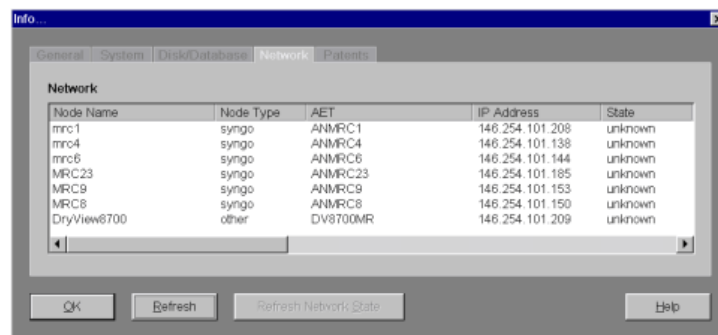 Info...
General System Disk/Database Network Patents
Network
Node Name Node Type AET IP Address State
mrc1 syngo ANMRC1 146.254.101.208 unknown
mrc4 syngo ANMRC4 146.254.101.138 unknown
mrc6 syngo ANMRC6 146.254.101.144 unknown
MRC23 syngo ANMRC23 146.254.101.185 unknown
MRC9 syngo ANMRC9 146.254.101.153 unknown
MRC8 syngo ANMRC8 146.254.101.150 unknown
DryView8700 other DV8700MR 146.254.101.209 unknown
OK Refresh Refresh Network State Help